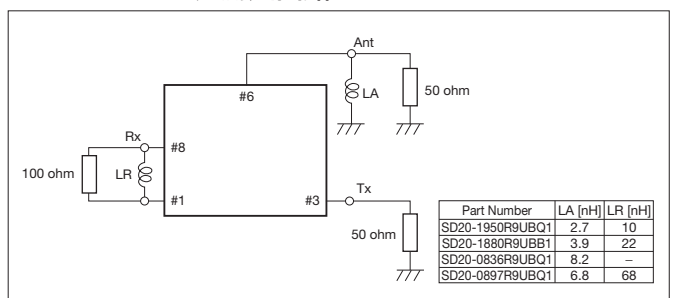 Ant
#6
LA
50 ohm
Rx
#8
100 ohm
LR
#1
#3
Tx
50 ohm
Part Number LA [nH] LR [nH]
SD20-1950R9UBQ1 2.7 10
SD20-1880R9UBB1 3.9 22
SD20-0836R9UBQ1 8.2 –
SD20-0897R9UBQ1 6.8 68